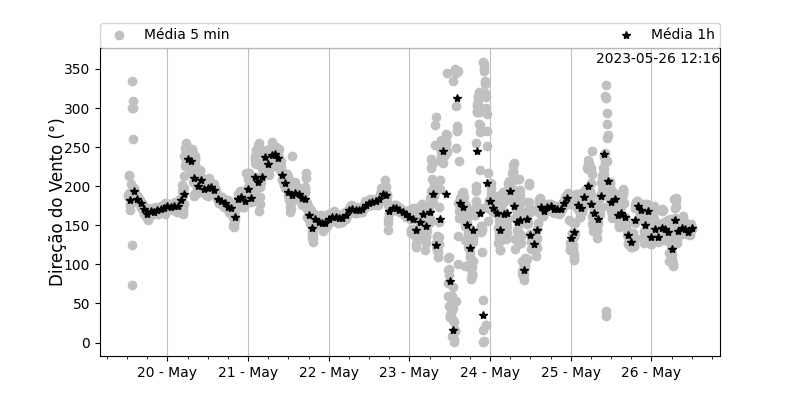 Média 5 min
Média 1h
2023-05-26 12:16
Direção do Vento (°)
350
300
250
200
150
100
50
0
20 - May
21 - May
22 - May
23 - May
24 - May
25 - May
26 - May